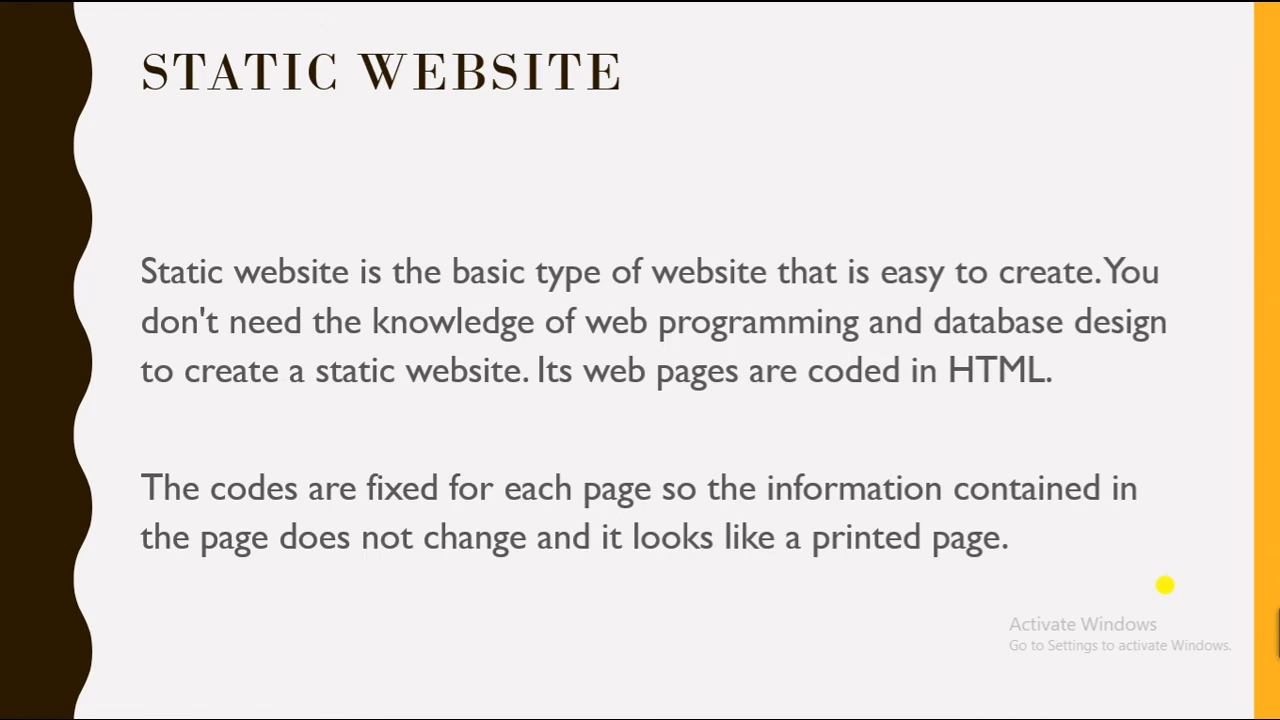 STATIC WEBSITE
Static website is the basic type of website that is easy to create. You
don't need the knowledge of web programming and database design
to create a static website. Its web pages are coded in HTML.
The codes are fixed for each page so the information contained in
the page does not change and it looks like a printed page.
Activate Windows
Go to Settings to activate Windows.